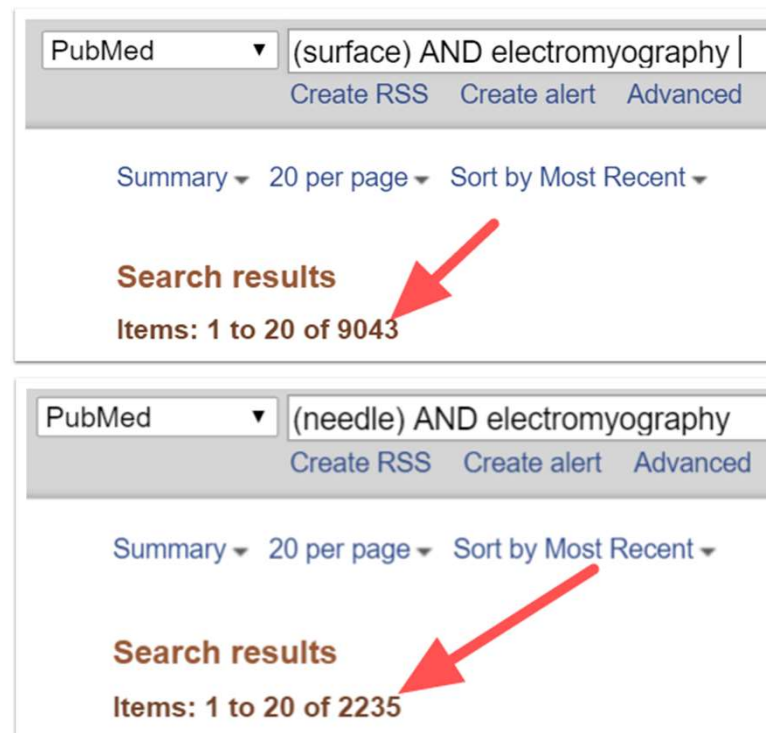 PubMed (surface) AND electromyography
Create RSS Create alert Advanced
Summary 20 per page Sort by Most Recent
Search results
Items: 1 to 20 of 9043
PubMed (needle) AND electromyography
Create RSS Create alert Advanced
Summary 20 per page Sort by Most Recent
Search results
Items: 1 to 20 of 2235